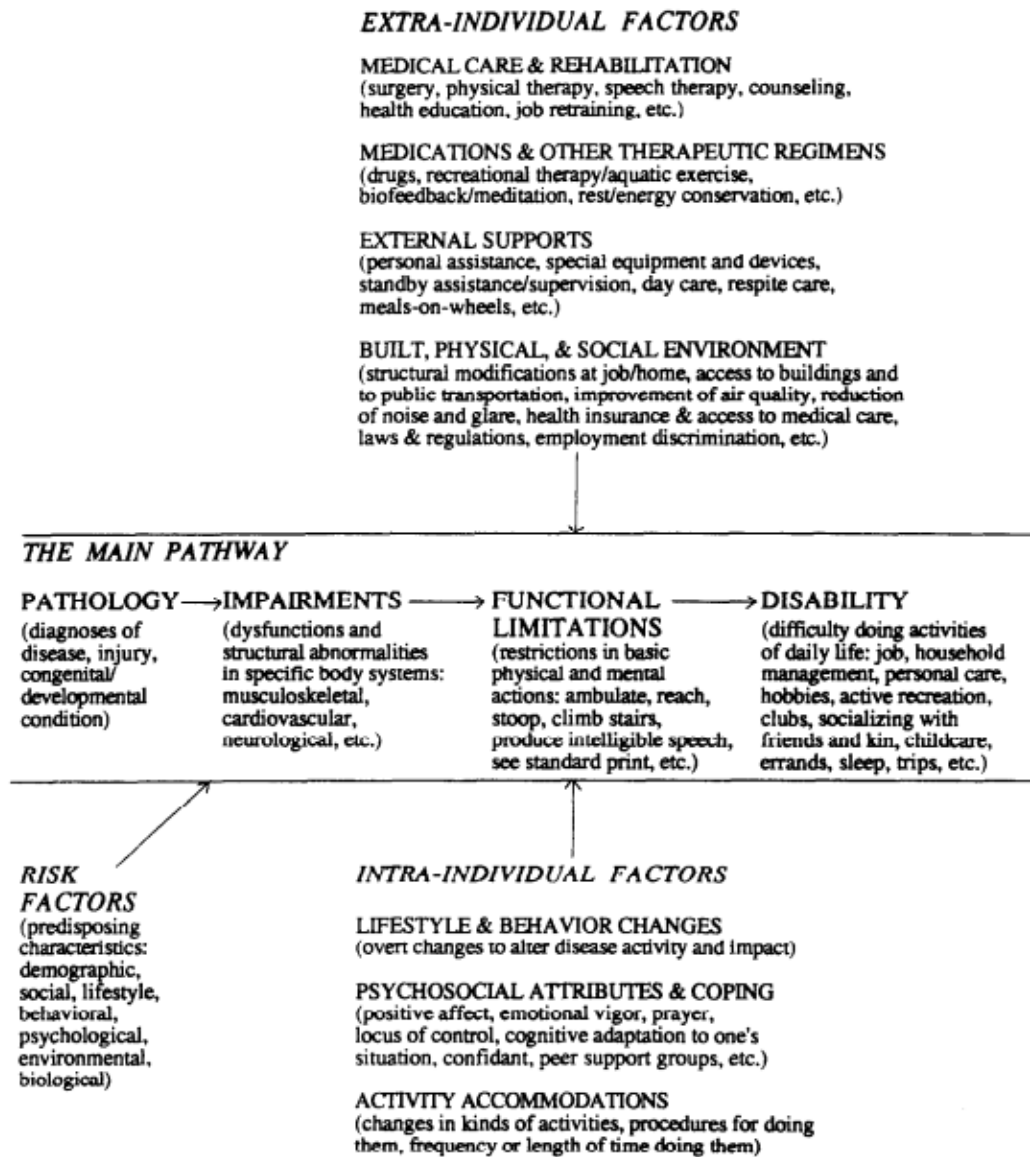 EXTRA-INDIVIDUAL FACTORS
MEDICAL CARE & REHABILITATION
(surgery, physical therapy, speech therapy, counseling,
health education, job retraining, etc.)
MEDICATIONS & OTHER THERAPEUTIC REGIMENS
(drugs, recreational therapy/aquatic exercise,
biofeedback/meditation, rest/energy conservation, etc.)
EXTERNAL SUPPORTS
(personal assistance, special equipment and devices,
standby assistance/supervision, day care, respite care,
meals-on-wheels, etc.)
BUILT, PHYSICAL, & SOCIAL ENVIRONMENT
(structural modifications at job/home, access to buildings and
to public transportation, improvement of air quality, reduction
of noise and glare, health insurance & access to medical care,
laws & regulations, employment discrimination, etc.)
THE MAIN PATHWAY
PATHOLOGY
(diagnoses of
disease, injury,
congenital/
developmental
condition)
IMPAIRMENTS
(dysfunctions and
structural abnormalities
in specific body systems:
musculoskeletal,
cardiovascular,
neurological, etc.)
FUNCTIONAL
LIMITATIONS
(restrictions in basic
physical and mental
actions: ambulate, reach,
stoop, climb stairs,
produce intelligible speech,
see standard print, etc.)
DISABILITY
(difficulty doing activities
of daily life: job, household
management, personal care,
hobbies, active recreation,
clubs, socializing with
friends and kin, childcare,
errands, sleep, trips, etc.)
RISK
FACTORS
(predisposing
characteristics:
demographic,
social, lifestyle,
behavioral,
psychological,
environmental,
biological)
INTRA-INDIVIDUAL FACTORS
LIFESTYLE & BEHAVIOR CHANGES
(overt changes to alter disease activity and impact)
PSYCHOSOCIAL ATTRIBUTES & COPING
(positive affect, emotional vigor, prayer,
locus of control, cognitive adaptation to one's
situation, confidant, peer support groups, etc.)
ACTIVITY ACCOMMODATIONS
(changes in kinds of activities, procedures for doing
them, frequency or length of time doing them)